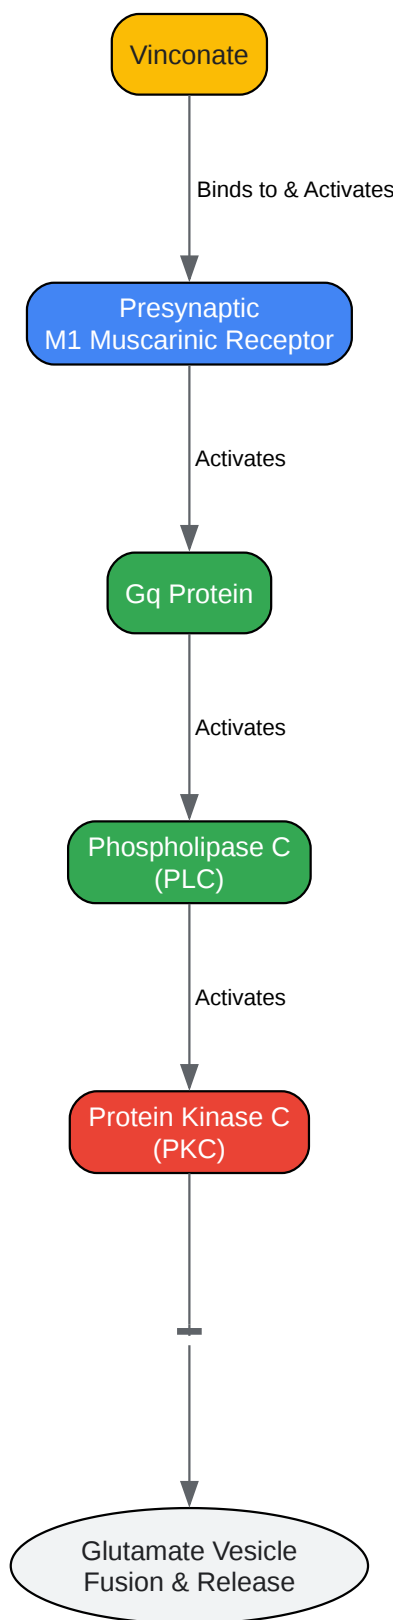 Vinconate
Binds to & Activates
Presynaptic
M1 Muscarinic Receptor
Activates
Gq Protein
Activates
Phospholipase C
(PLC)
Activates
Protein Kinase C
(PKC)
Glutamate Vesicle
Fusion & Release